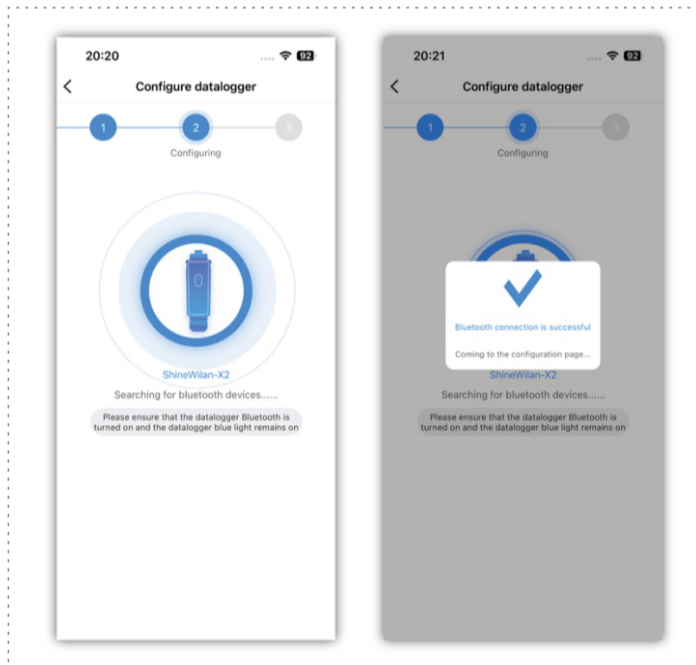 20:20
92
Configure datalogger
1
2
3
Configuring
ShineWilan-X2
Searching for bluetooth devices......
Please ensure that the datalogger Bluetooth is
turned on and the datalogger blue light remains on
20:21
92
Configure datalogger
1
2
3
Configuring
Bluetooth connection is successful
Coming to the configuration page...
ShineWilan-X2
Searching for bluetooth devices......
Please ensure that the datalogger Bluetooth is
turned on and the datalogger blue light remains on